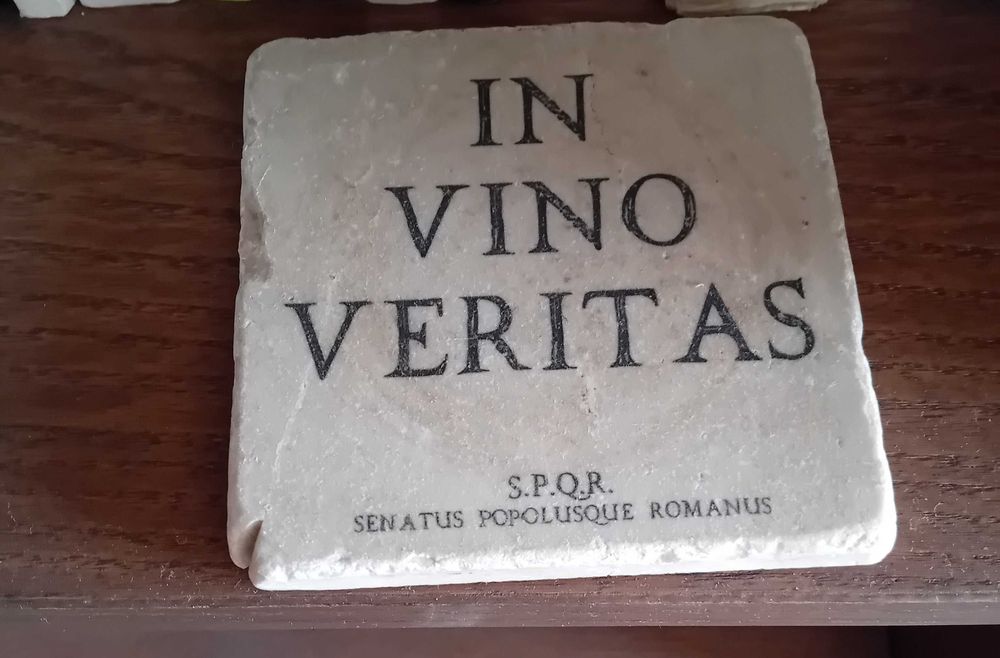 IN
VINO
VERITAS
S.P.Q.R.
SENATUS POPOLUSQUE ROMANUS